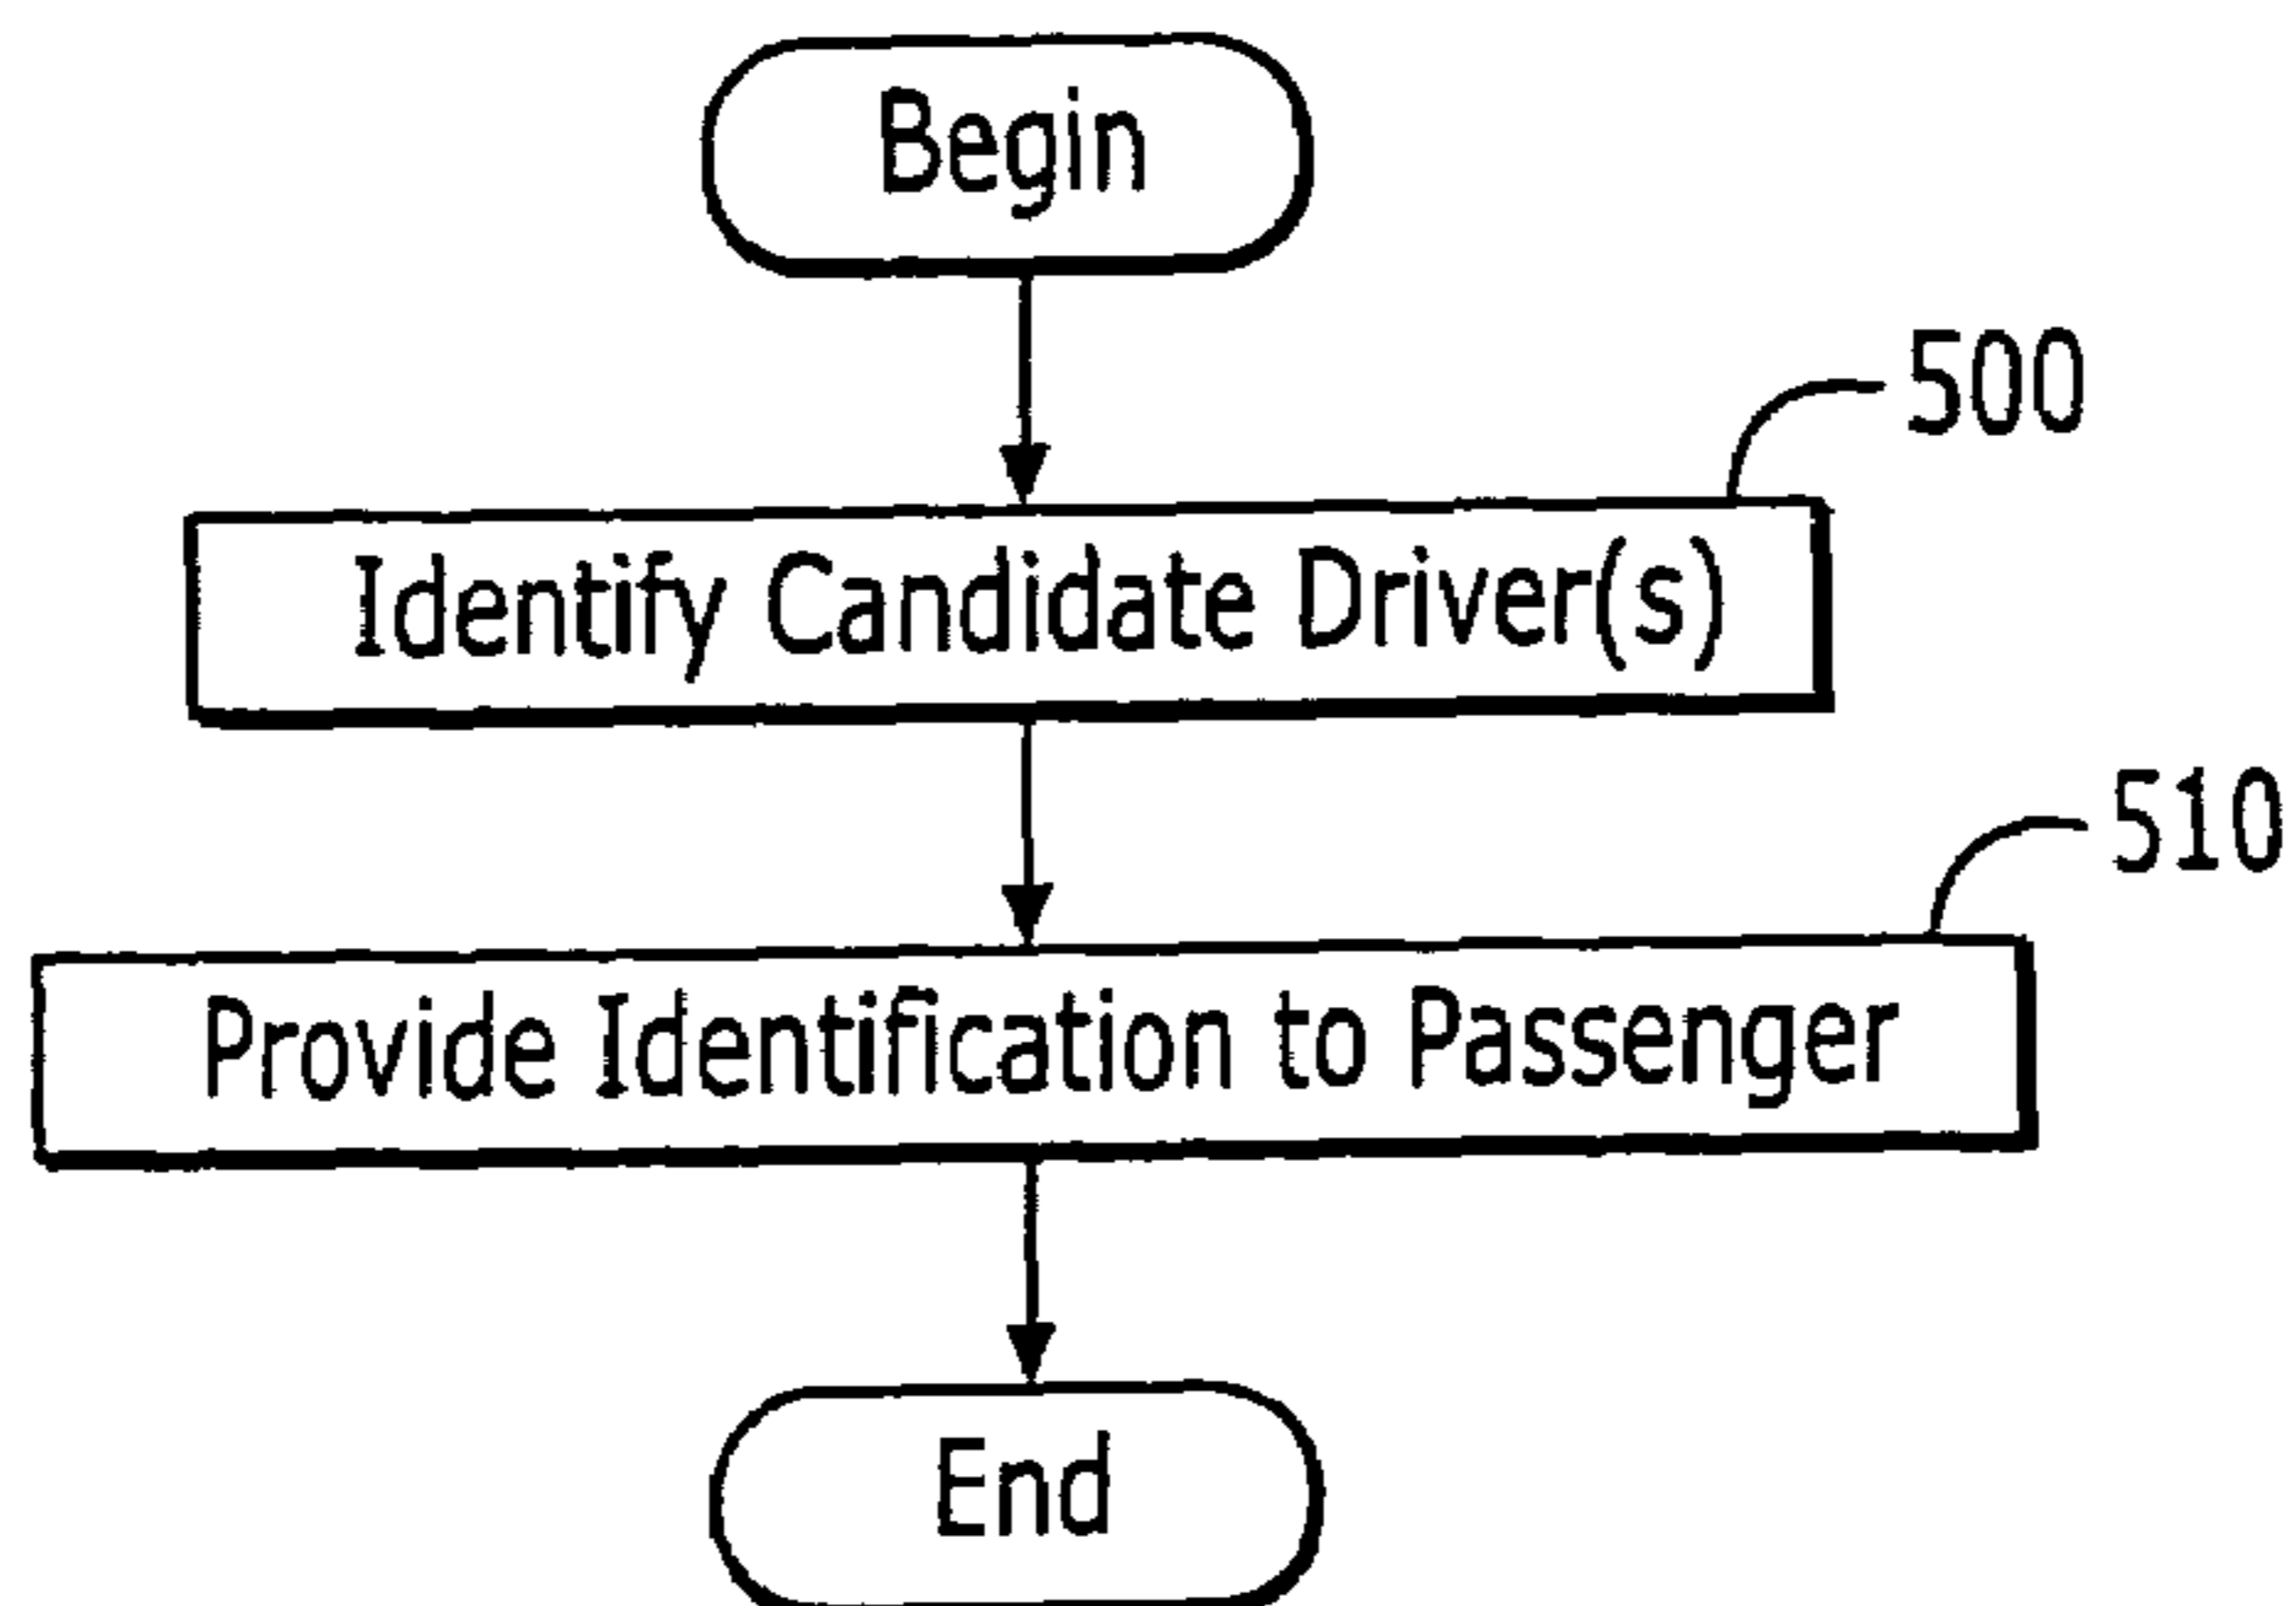 Begin
500
Identify Candidate Driver(s)
510
Provide Identification to Passenger
End